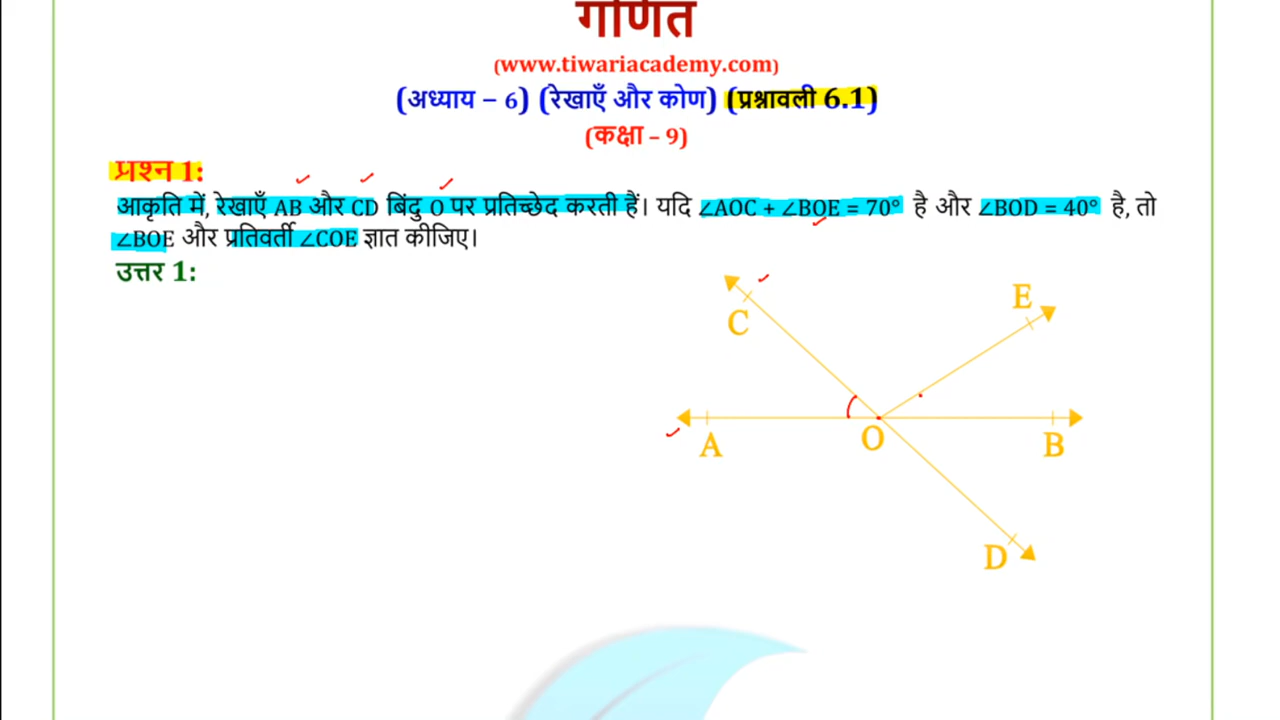 गणित
(www.tiwariacademy.com)
(अध्याय – 6) (रेखाएँ और कोण) (प्रश्नावली 6.1)
(कक्षा – 9)
प्रश्न 1:
आकृति में, रेखाएँ AB और CD बिंदु O पर प्रतिच्छेद करती हैं। यदि ∠AOC + ∠BOE = 70° है और ∠BOD = 40° है, तो
∠BOE और प्रतिवर्ती ∠COE ज्ञात कीजिए।
उत्तर 1:
E
C
A
O
B
D